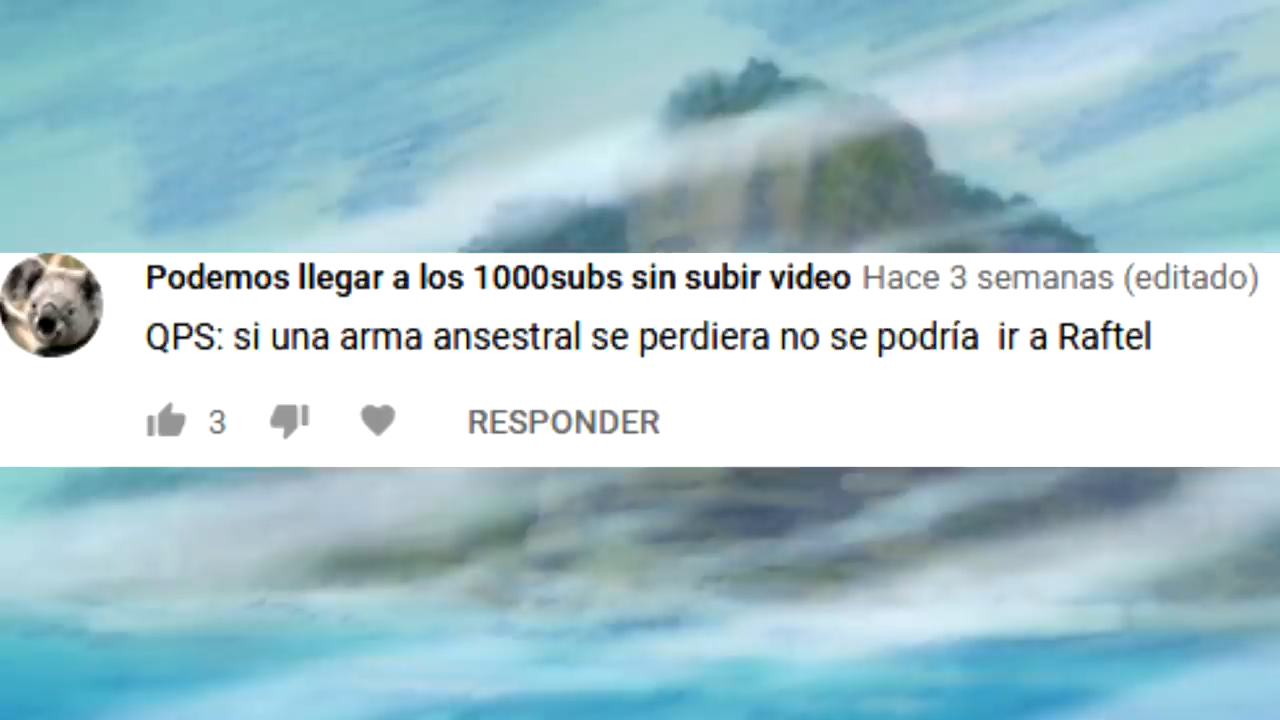 Podemos llegar a los 1000subs sin subir video Hace 3 semanas (editado)
QPS: si una arma ansestral se perdiera no se podría  ir a Raftel
3 RESPONDER